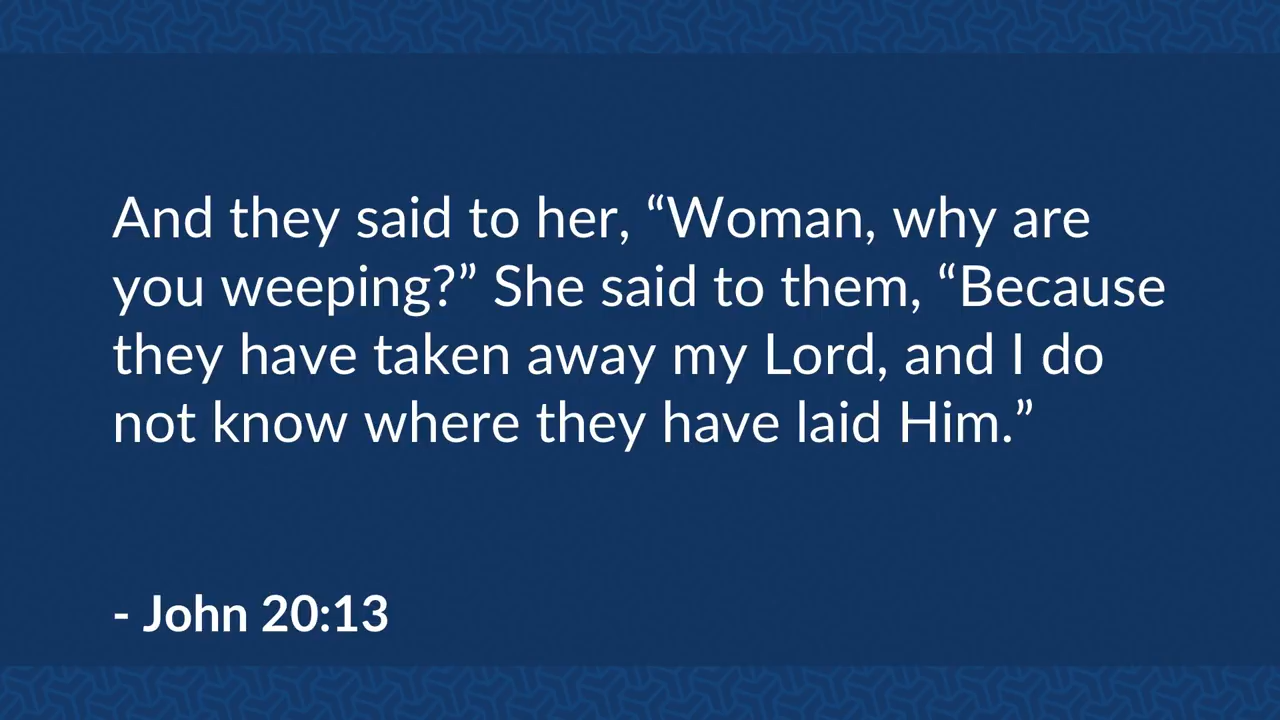 And they said to her, “Woman, why are
you weeping?” She said to them, “Because
they have taken away my Lord, and I do
not know where they have laid Him.”
- John 20:13